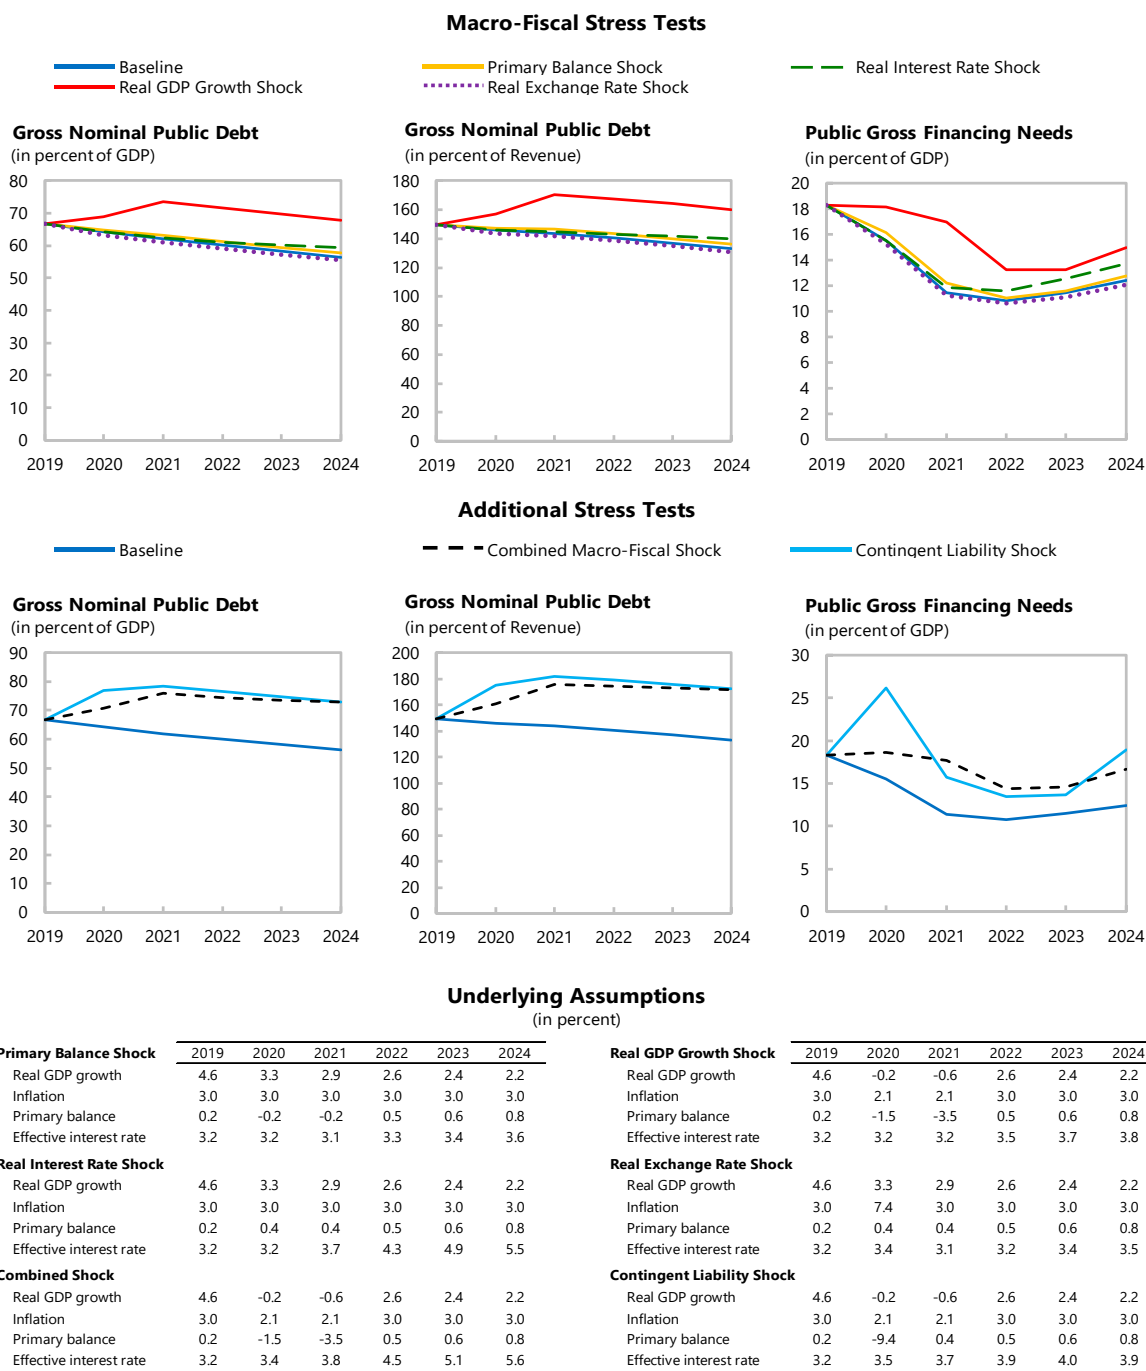 Macro-Fiscal Stress Tests
Baseline Primary Balance Shock Real Interest Rate Shock
Real GDP Growth Shock Real Exchange Rate Shock
Gross Nominal Public Debt
(in percent of GDP)
80
70
60
50
40
30
20
10
0
2019 2020 2021 2022 2023 2024
Gross Nominal Public Debt
(in percent of Revenue)
180
160
140
120
100
80
60
40
20
0
2019 2020 2021 2022 2023 2024
Public Gross Financing Needs
(in percent of GDP)
20
18
16
14
12
10
8
6
4
2
0
2019 2020 2021 2022 2023 2024
Additional Stress Tests
Baseline Combined Macro-Fiscal Shock Contingent Liability Shock
Gross Nominal Public Debt
(in percent of GDP)
90
80
70
60
50
40
30
20
10
0
2019 2020 2021 2022 2023 2024
Gross Nominal Public Debt
(in percent of Revenue)
200
180
160
140
120
100
80
60
40
20
0
2019 2020 2021 2022 2023 2024
Public Gross Financing Needs
(in percent of GDP)
30
25
20
15
10
5
0
2019 2020 2021 2022 2023 2024
Underlying Assumptions
(in percent)
Primary Balance Shock 2019 2020 2021 2022 2023 2024
Real GDP growth 4.6 3.3 2.9 2.6 2.4 2.2
Inflation 3.0 3.0 3.0 3.0 3.0 3.0
Primary balance 0.2 -0.2 -0.2 0.5 0.6 0.8
Effective interest rate 3.2 3.2 3.1 3.3 3.4 3.6
Real Interest Rate Shock
Real GDP growth 4.6 3.3 2.9 2.6 2.4 2.2
Inflation 3.0 3.0 3.0 3.0 3.0 3.0
Primary balance 0.2 0.4 0.4 0.5 0.6 0.8
Effective interest rate 3.2 3.2 3.7 4.3 4.9 5.5
Combined Shock
Real GDP growth 4.6 -0.2 -0.6 2.6 2.4 2.2
Inflation 3.0 2.1 2.1 3.0 3.0 3.0
Primary balance 0.2 -1.5 -3.5 0.5 0.6 0.8
Effective interest rate 3.2 3.4 3.8 4.5 5.1 5.6
Real GDP Growth Shock 2019 2020 2021 2022 2023 2024
Real GDP growth 4.6 -0.2 -0.6 2.6 2.4 2.2
Inflation 3.0 2.1 2.1 3.0 3.0 3.0
Primary balance 0.2 -1.5 -3.5 0.5 0.6 0.8
Effective interest rate 3.2 3.2 3.2 3.5 3.7 3.8
Real Exchange Rate Shock
Real GDP growth 4.6 3.3 2.9 2.6 2.4 2.2
Inflation 3.0 7.4 3.0 3.0 3.0 3.0
Primary balance 0.2 0.4 0.4 0.5 0.6 0.8
Effective interest rate 3.2 3.4 3.1 3.2 3.4 3.5
Contingent Liability Shock
Real GDP growth 4.6 -0.2 -0.6 2.6 2.4 2.2
Inflation 3.0 2.1 2.1 3.0 3.0 3.0
Primary balance 0.2 -9.4 0.4 0.5 0.6 0.8
Effective interest rate 3.2 3.5 3.7 3.9 4.0 3.9